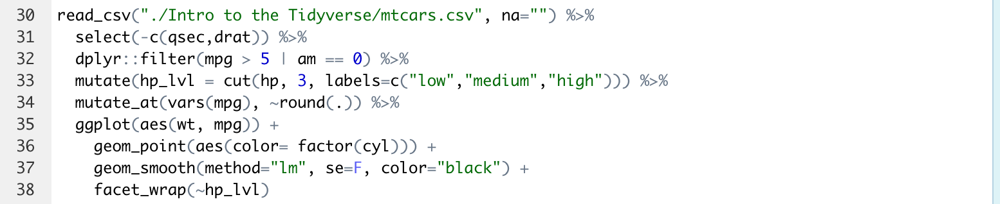 30 read_csv("./Intro to the Tidyverse/mtcars.csv", na="") %>%
31   select(-c(qsec,drat)) %>%
32   dplyr::filter(mpg > 5 | am == 0) %>%
33   mutate(hp_lvl = cut(hp, 3, labels=c("low","medium","high"))) %>%
34   mutate_at(vars(mpg), ~round(.)) %>%
35   ggplot(aes(wt, mpg)) +
36     geom_point(aes(color= factor(cyl))) +
37     geom_smooth(method="lm", se=F, color="black") +
38     facet_wrap(~hp_lvl)